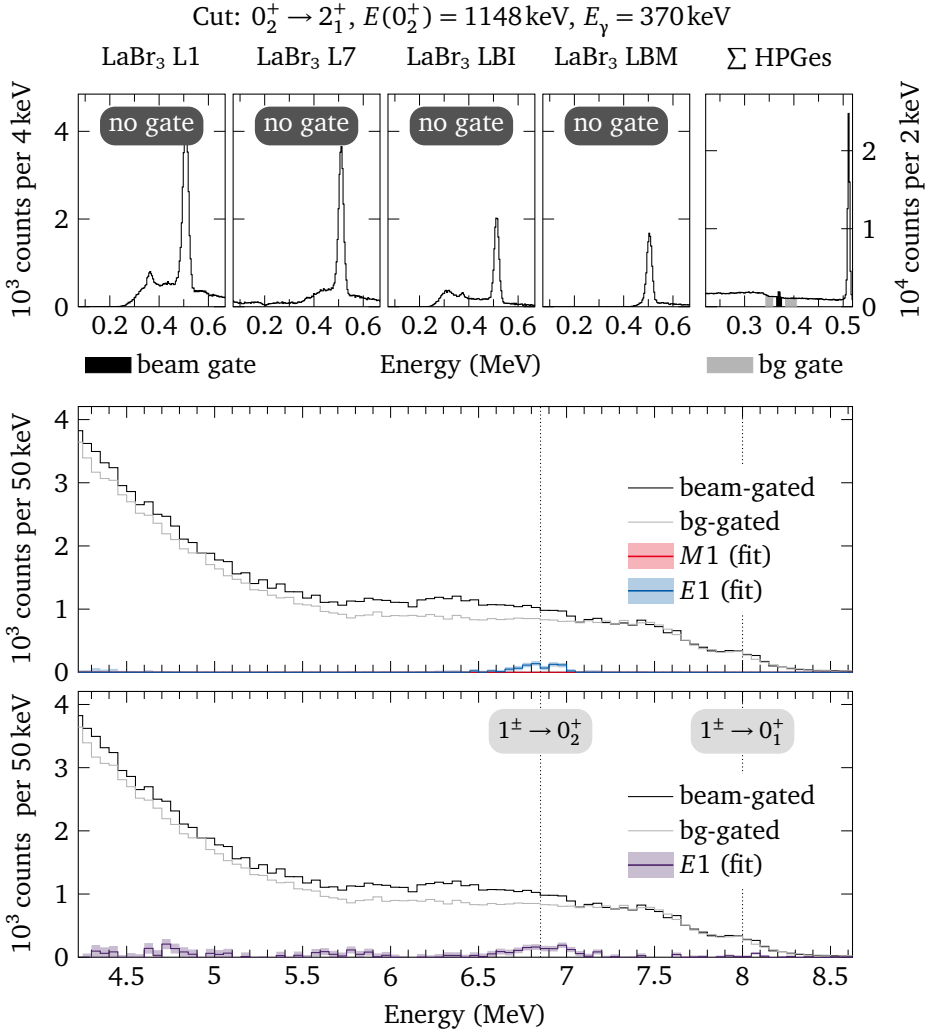 Cut: 0₂⁺ → 2₁⁺, E(0₂⁺) = 1148 keV, Eγ = 370 keV
LaBr₃ L1 LaBr₃ L7 LaBr₃ LBI LaBr₃ LBM ∑ HPGes
no gate no gate no gate no gate
10³ counts per 4 keV
4
2
0
10⁴ counts per 2 keV
2
1
0
0.2 0.4 0.6 0.2 0.4 0.6 0.2 0.4 0.6 0.2 0.4 0.6 0.3 0.4 0.5
beam gate Energy (MeV) bg gate
10³ counts per 50 keV
4
3
2
1
0
beam-gated
bg-gated
M1 (fit)
E1 (fit)
10³ counts per 50 keV
4
3
2
1
0
1± → 0₂⁺ 1± → 0₁⁺
beam-gated
bg-gated
E1 (fit)
4.5 5 5.5 6 6.5 7 7.5 8 8.5
Energy (MeV)